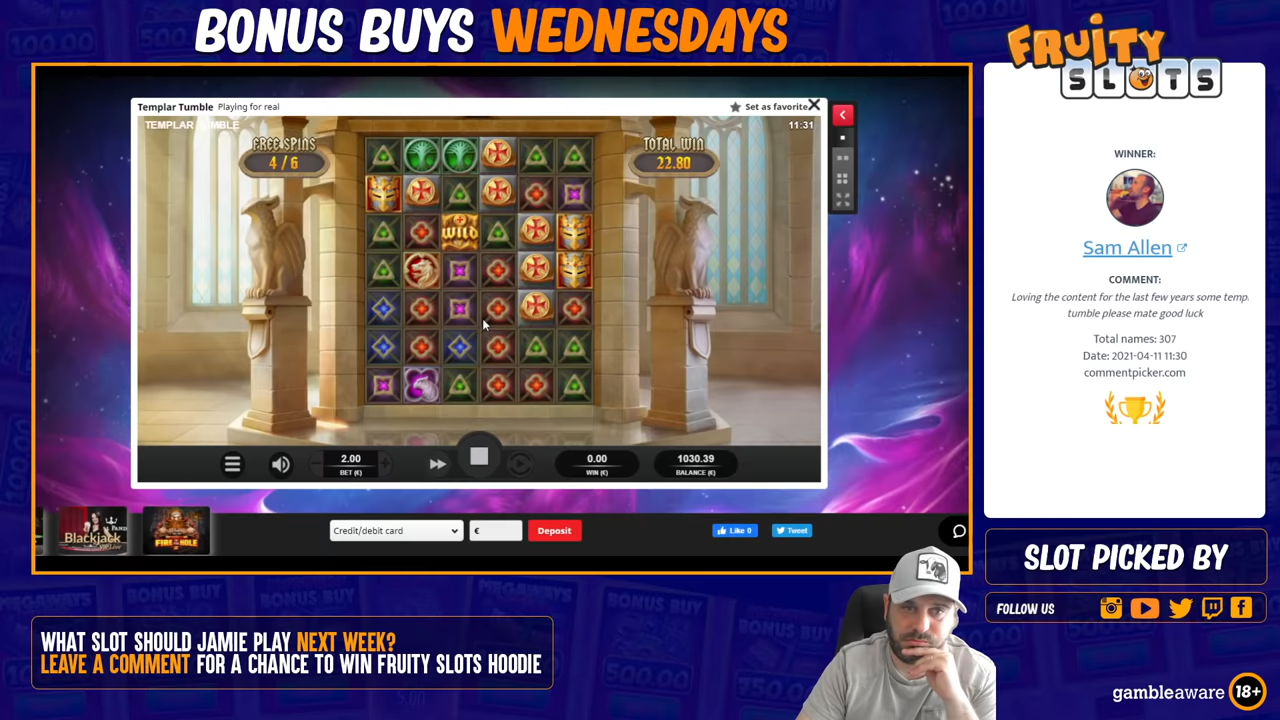 BONUS BUYS WEDNESDAYS
FRUITY
SLOTS
Templar Tumble Playing for real
Set as favorite
TEMPLAR TUMBLE
11:31
FREE SPINS
4 / 6
TOTAL WIN
22.80
WILD
2.00
BET (€)
0.00
WIN (€)
1030.39
BALANCE (€)
Blackjack
FIRE HOLE
Credit/debit card
€
Deposit
Like 0
Tweet
WINNER:
Sam Allen
COMMENT:
Loving the content for the last few years some templ
tumble please mate good luck
Total names: 307
Date: 2021-04-11 11:30
commentpicker.com
SLOT PICKED BY
FOLLOW US
WHAT SLOT SHOULD JAMIE PLAY NEXT WEEK?
LEAVE A COMMENT FOR A CHANCE TO WIN FRUITY SLOTS HOODIE
gambleaware 18+